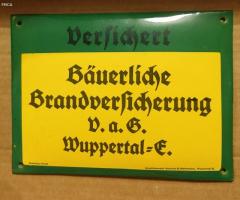 Versichert
Bäuerliche
Brandversicherung
V. a. G.
Wuppertal-E.